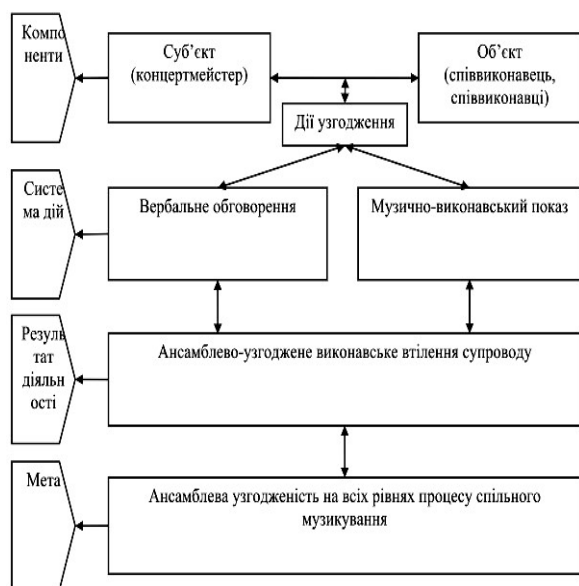 Компо
ненти
Суб’єкт
(концертмейстер)
Об’єкт
(співвиконавець,
співвиконавці)
Дії узгодження
Систе
ма дій
Вербальне обговорення
Музично-виконавський показ
Резуль
тат
діяльн
ості
Ансамблево-узгоджене виконавське втілення супроводу
Мета
Ансамблева узгодженість на всіх рівнях процесу спільного
музикування